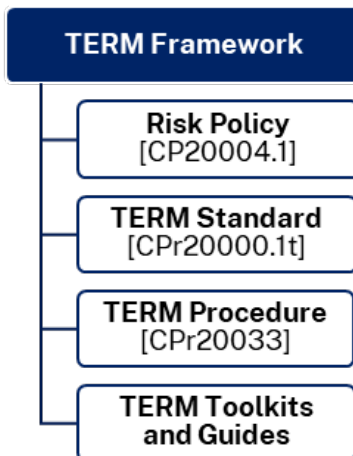 TERM Framework
Risk Policy
[CP20004.1]
TERM Standard
[CPr20000.1t]
TERM Procedure
[CPr20033]
TERM Toolkits
and Guides